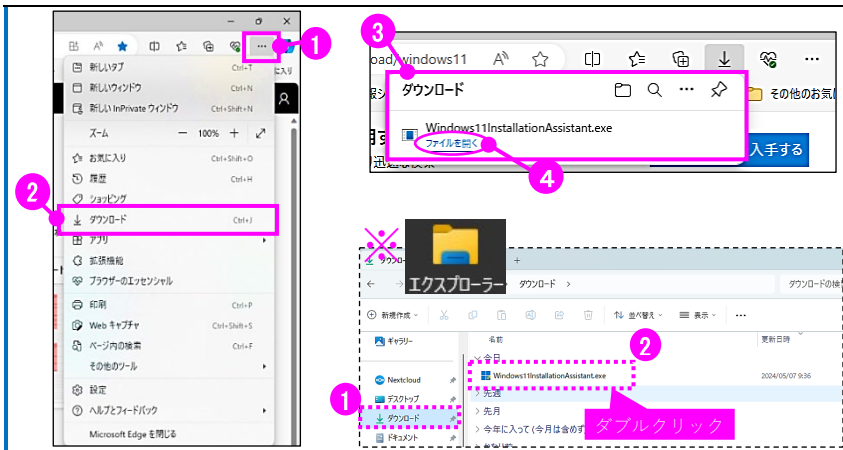 1
に入り
新しいタブ Ctrl+T
新しいウィンドウ Ctrl+N
新しい InPrivate ウィンドウ Ctrl+Shift+N
ズーム － 100% ＋
お気に入り Ctrl+Shift+O
履歴 Ctrl+H
ショッピング
2
ダウンロード Ctrl+J
アプリ
拡張機能
ブラウザーのエッセンシャル
印刷 Ctrl+P
Web キャプチャ Ctrl+Shift+S
ページ内の検索 Ctrl+F
その他のツール
設定
ヘルプとフィードバック
Microsoft Edge を閉じる
3
oad/windows11
ダウンロード
その他のお気に
Windows11InstallationAssistant.exe
ファイルを開く
入手する
4
※
エクスプローラー
ダウンロード
ダウンロードの検
新規作成
並べ替え
表示
ギャラリー
名前
更新日時
今日
2
Nextcloud
Windows11InstallationAssistant.exe
2024/05/07 9:36
1
デスクトップ
先週
ダウンロード
先月
ダブルクリック
ドキュメント
今年に入って (今月は含めず